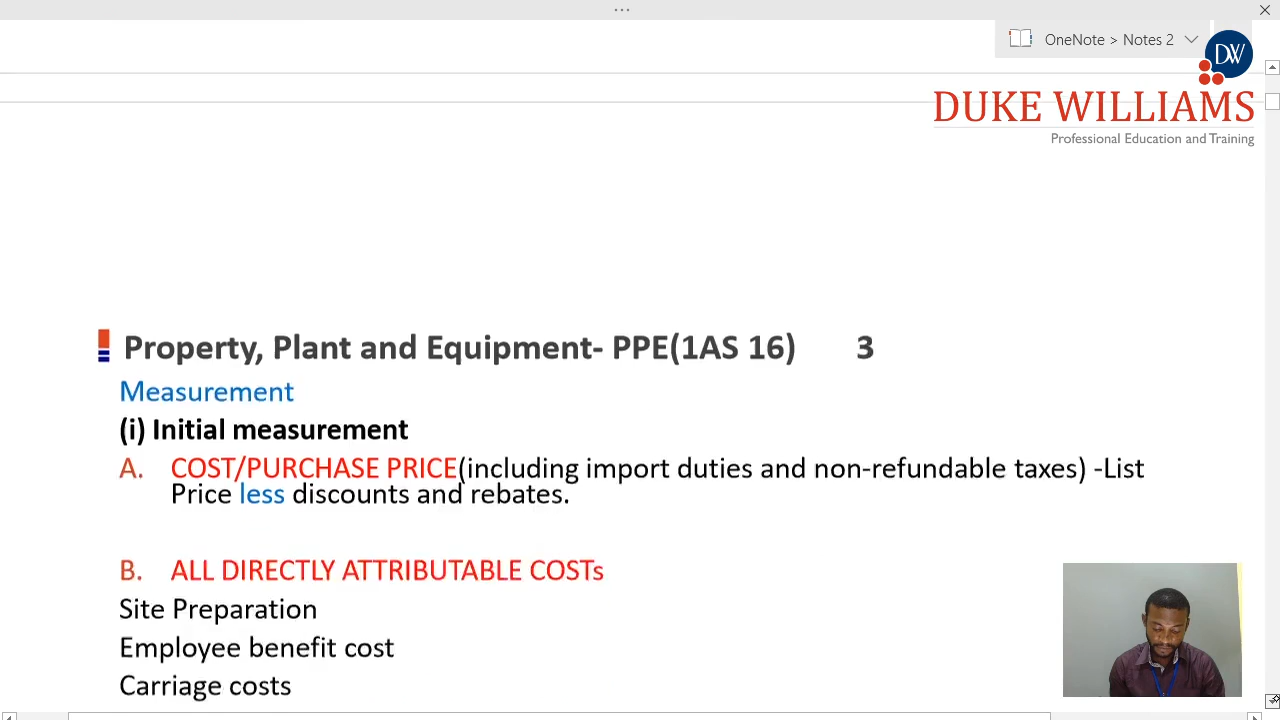 ...
OneNote > Notes 2
DW
DUKE WILLIAMS
Professional Education and Training
Property, Plant and Equipment- PPE(1AS 16) 3
Measurement
(i) Initial measurement
A. COST/PURCHASE PRICE(including import duties and non-refundable taxes) -List
Price less discounts and rebates.
B. ALL DIRECTLY ATTRIBUTABLE COSTs
Site Preparation
Employee benefit cost
Carriage costs